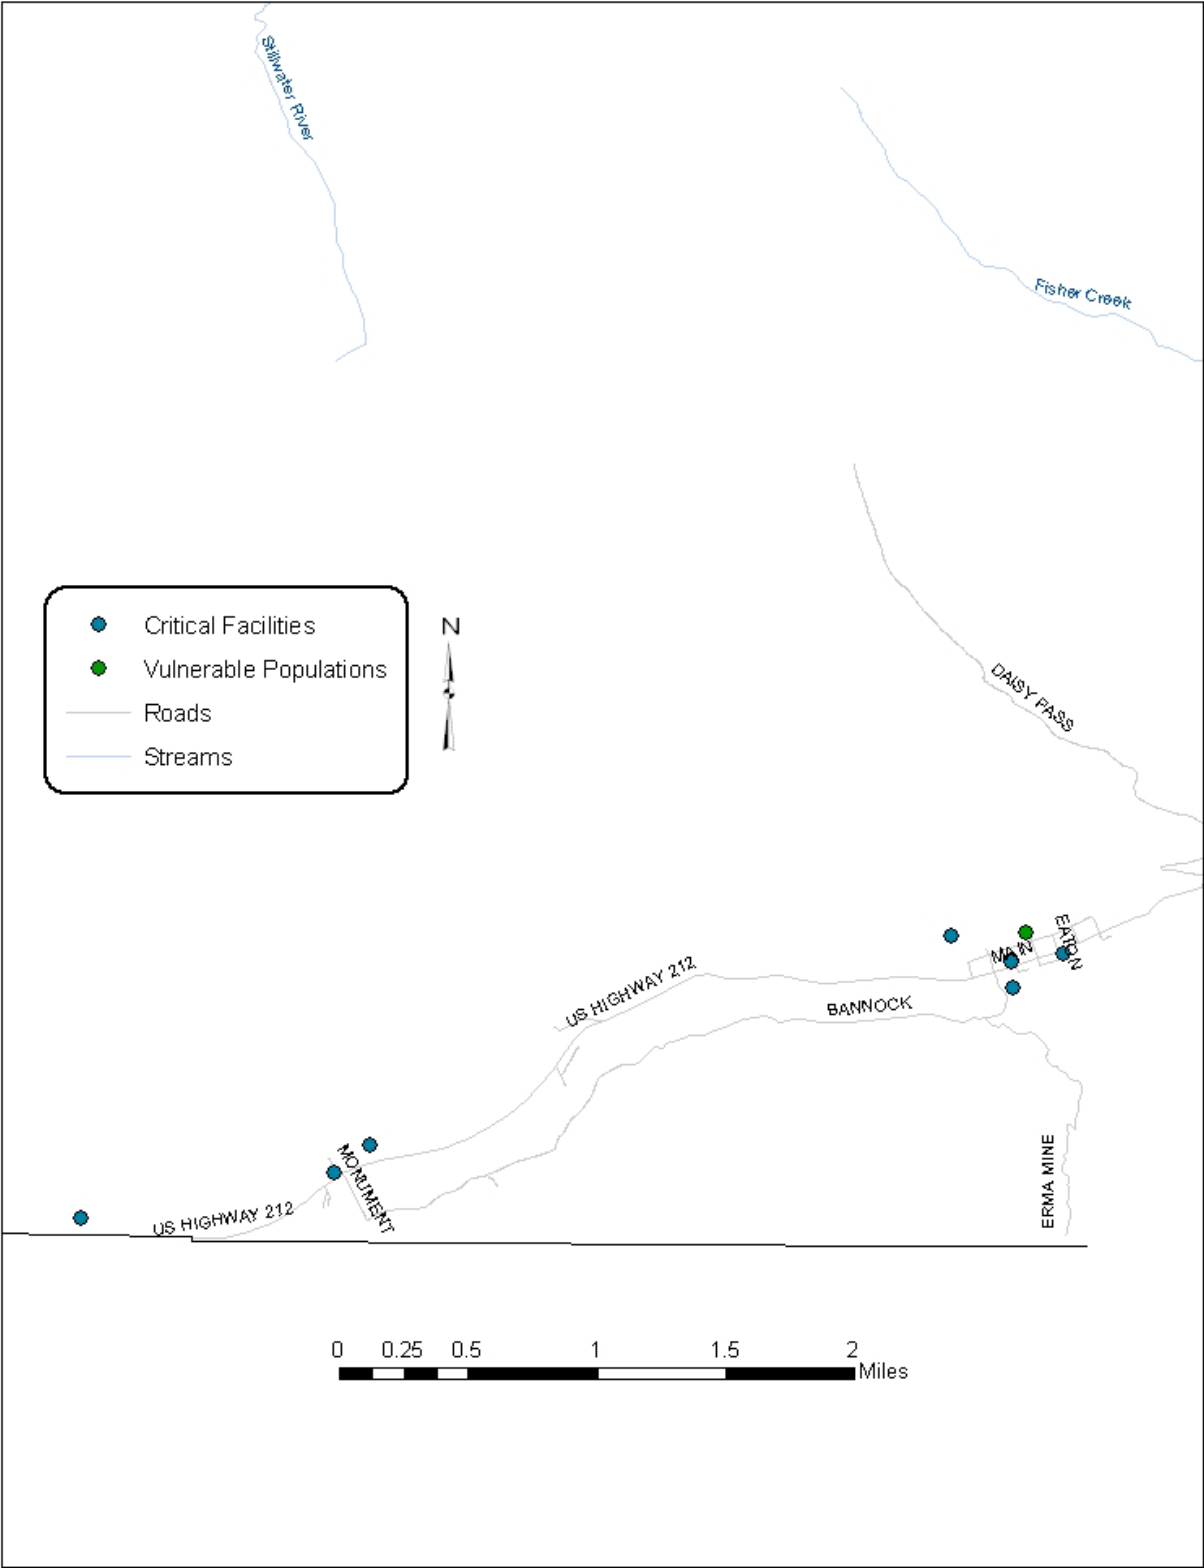 Stillwater River
Fisher Creek
Critical Facilities
Vulnerable Populations
Roads
Streams
N
DAISY PASS
EATON
MAIN
US HIGHWAY 212
BANNOCK
MONUMENT
US HIGHWAY 212
ERMA MINE
0 0.25 0.5 1 1.5 2
Miles